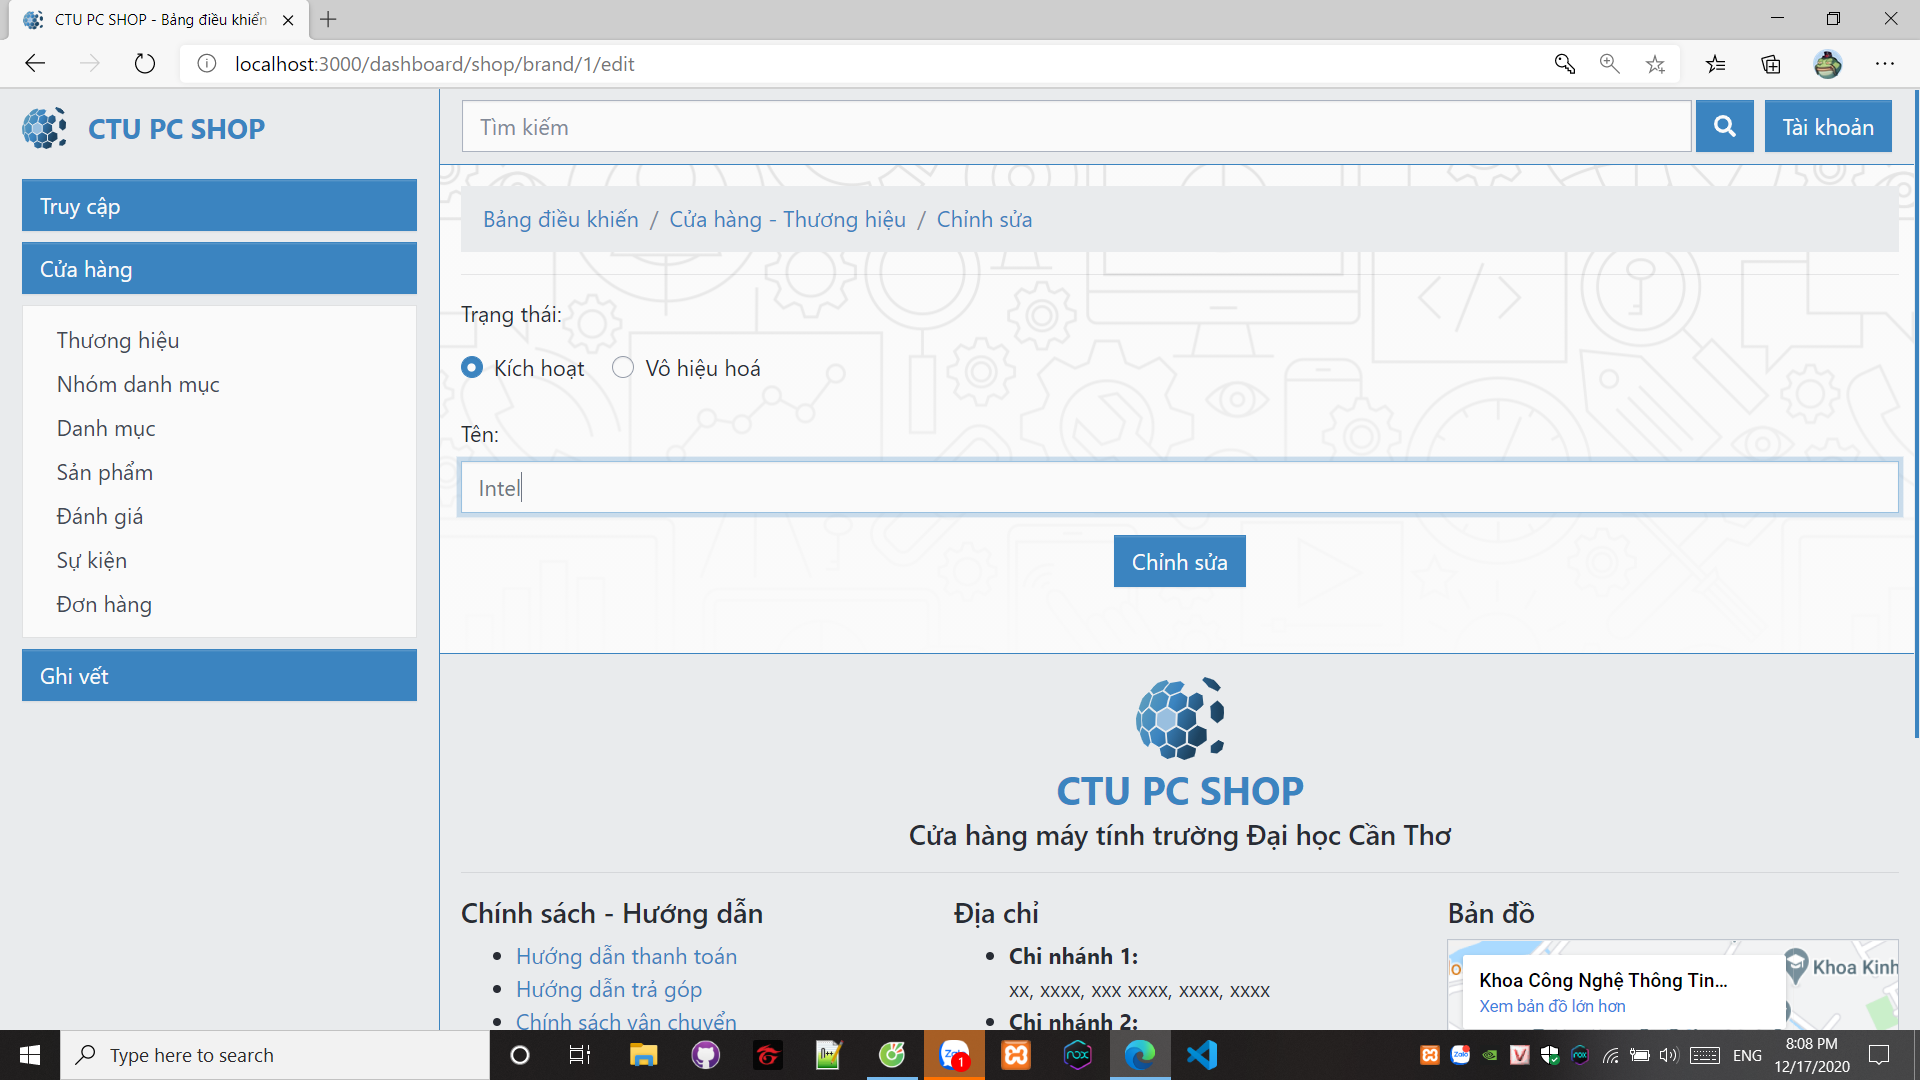 CTU PC SHOP - Bảng điều khiển
localhost:3000/dashboard/shop/brand/1/edit
CTU PC SHOP
Tìm kiếm
Tài khoản
Truy cập
Cửa hàng
Thương hiệu
Nhóm danh mục
Danh mục
Sản phẩm
Đánh giá
Sự kiện
Đơn hàng
Ghi vết
Bảng điều khiến / Cửa hàng - Thương hiệu / Chỉnh sửa
Trạng thái:
Kích hoạt Vô hiệu hoá
Tên:
Intel
Chỉnh sửa
CTU PC SHOP
Cửa hàng máy tính trường Đại học Cần Thơ
Chính sách - Hướng dẫn
Hướng dẫn thanh toán
Hướng dẫn trả góp
Chính sách vận chuyển
Địa chỉ
Chi nhánh 1:
xx, xxxx, xxx xxxx, xxxx, xxxx
Chi nhánh 2:
Bản đồ
Khoa Công Nghệ Thông Tin...
Xem bản đồ lớn hơn
Khoa Kinh
Type here to search
ENG
8:08 PM
12/17/2020